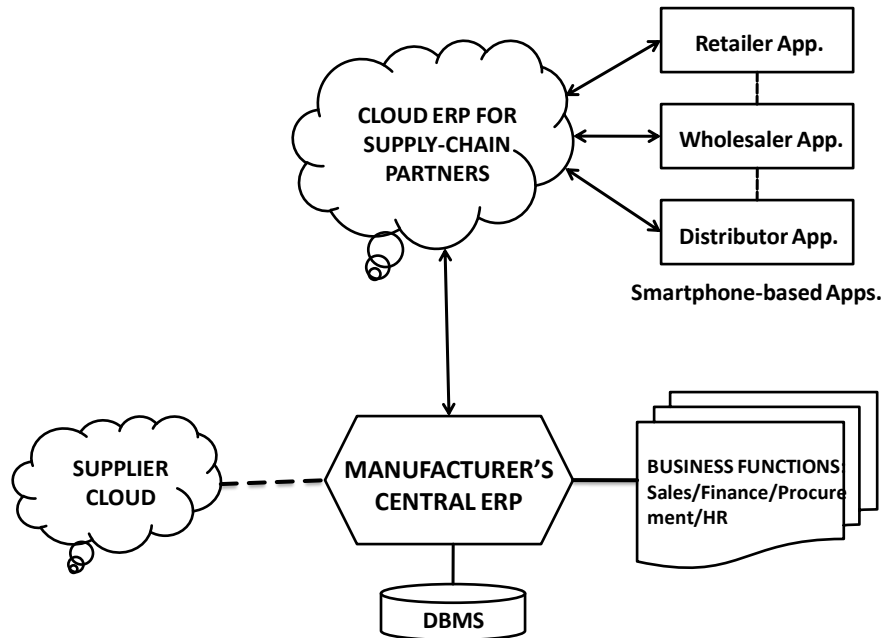 Retailer App.
CLOUD ERP FOR
SUPPLY-CHAIN
PARTNERS
Wholesaler App.
Distributor App.
Smartphone-based Apps.
SUPPLIER
CLOUD
MANUFACTURER’S
CENTRAL ERP
BUSINESS FUNCTIONS:
Sales/Finance/Procure
ment/HR
DBMS